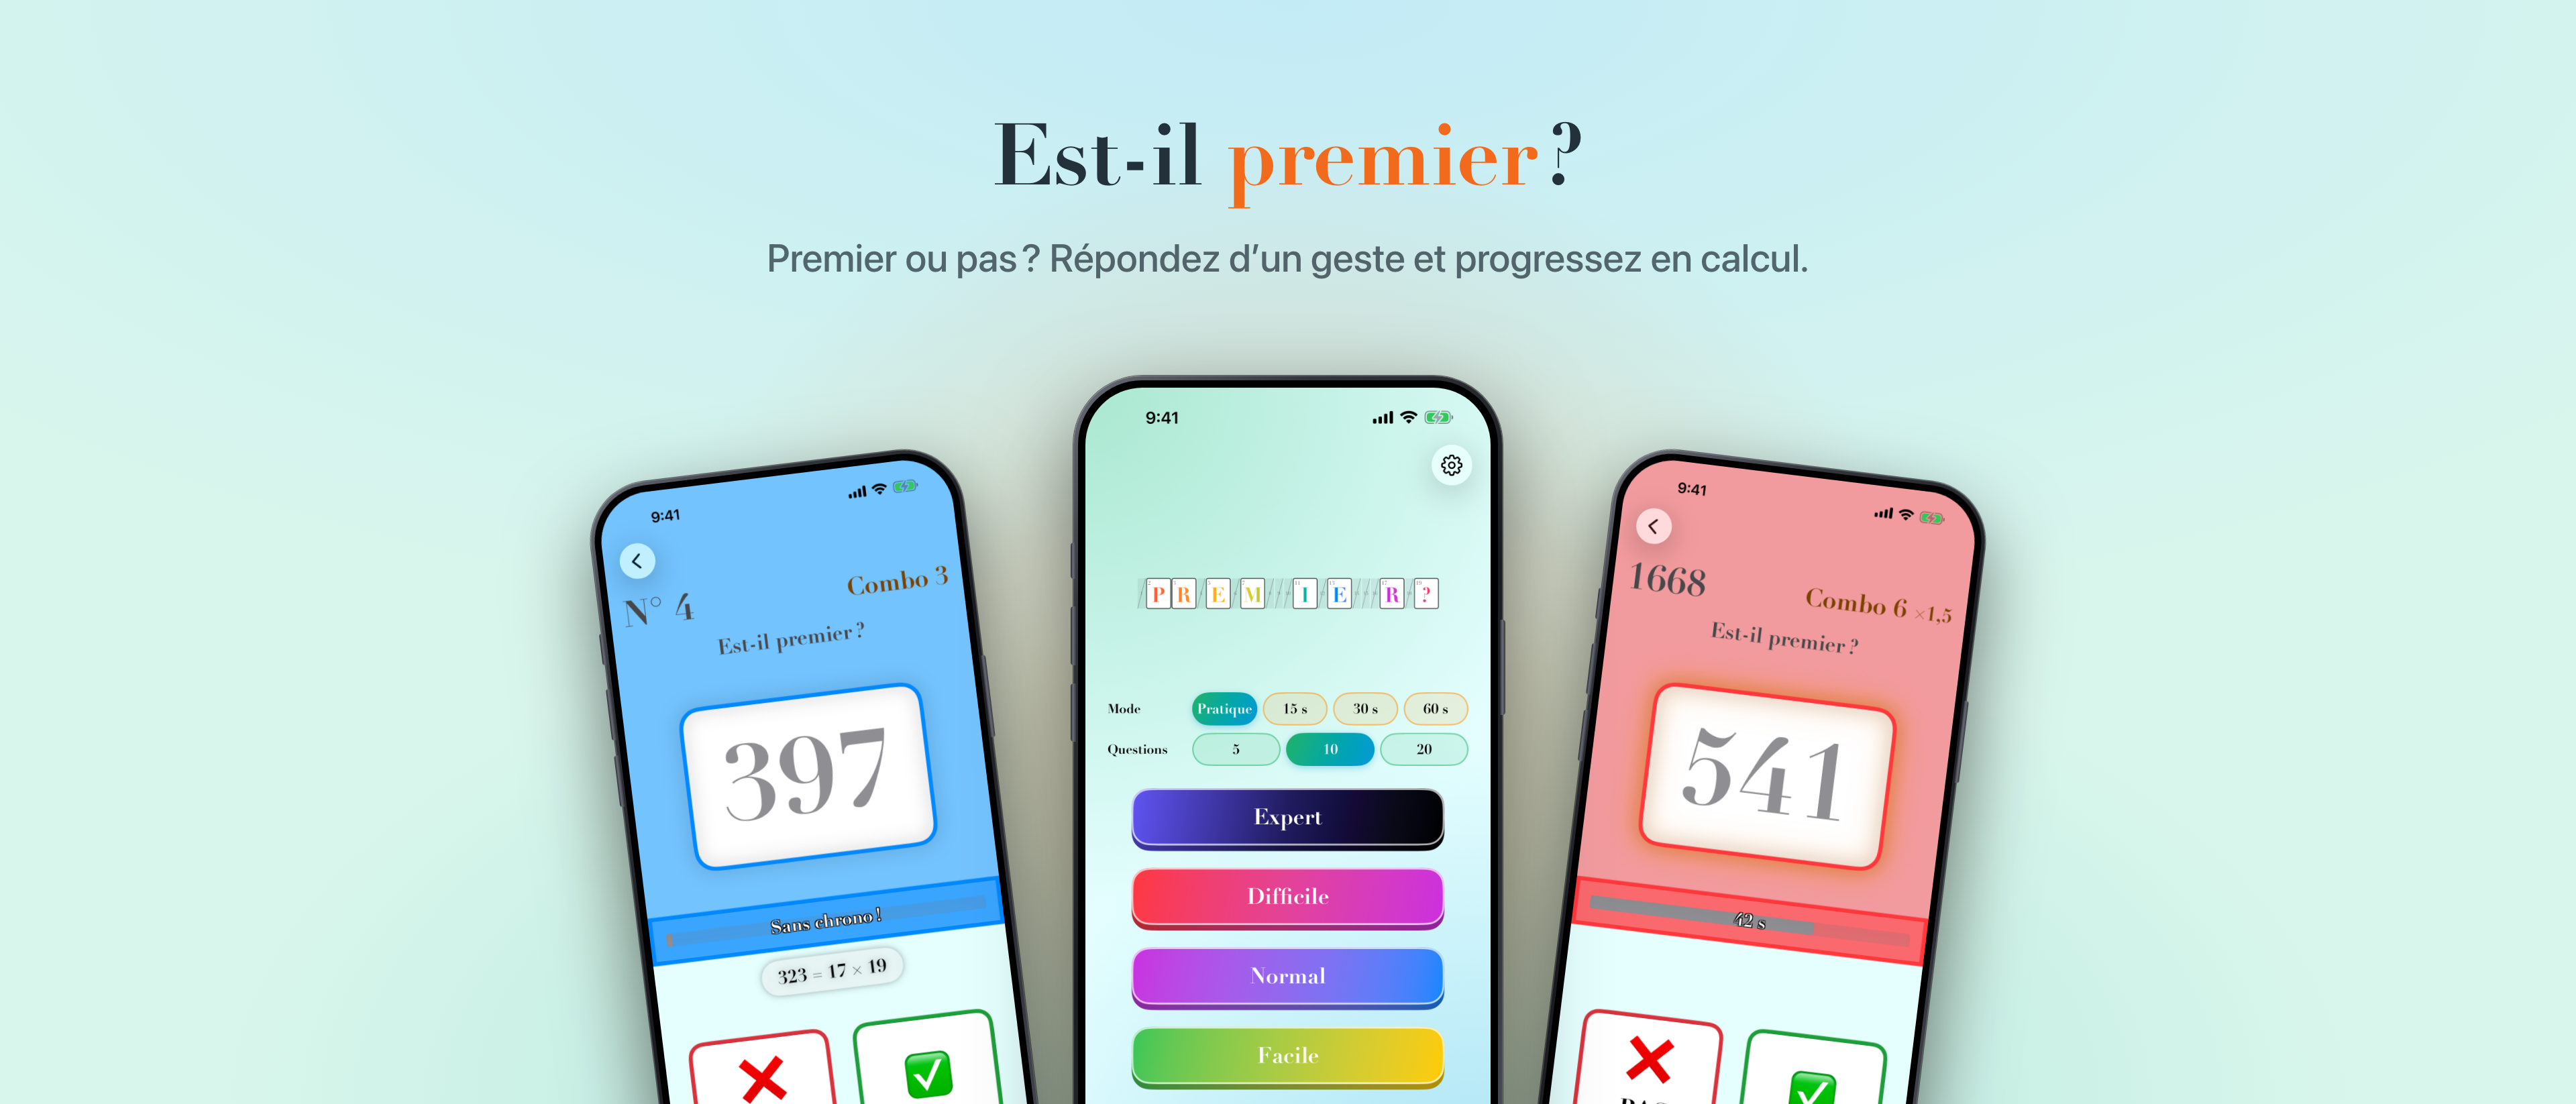 Est-il premier ?
Premier ou pas ? Répondez d’un geste et progressez en calcul.
9:41
N° 4
Combo 3
Est-il premier ?
397
Sans chrono !
323 = 17 × 19
9:41
PREMIER?
Mode
Pratique
15 s
30 s
60 s
Questions
5
10
20
Expert
Difficile
Normal
Facile
9:41
1668
Combo 6 ×1,5
Est-il premier ?
541
42 s